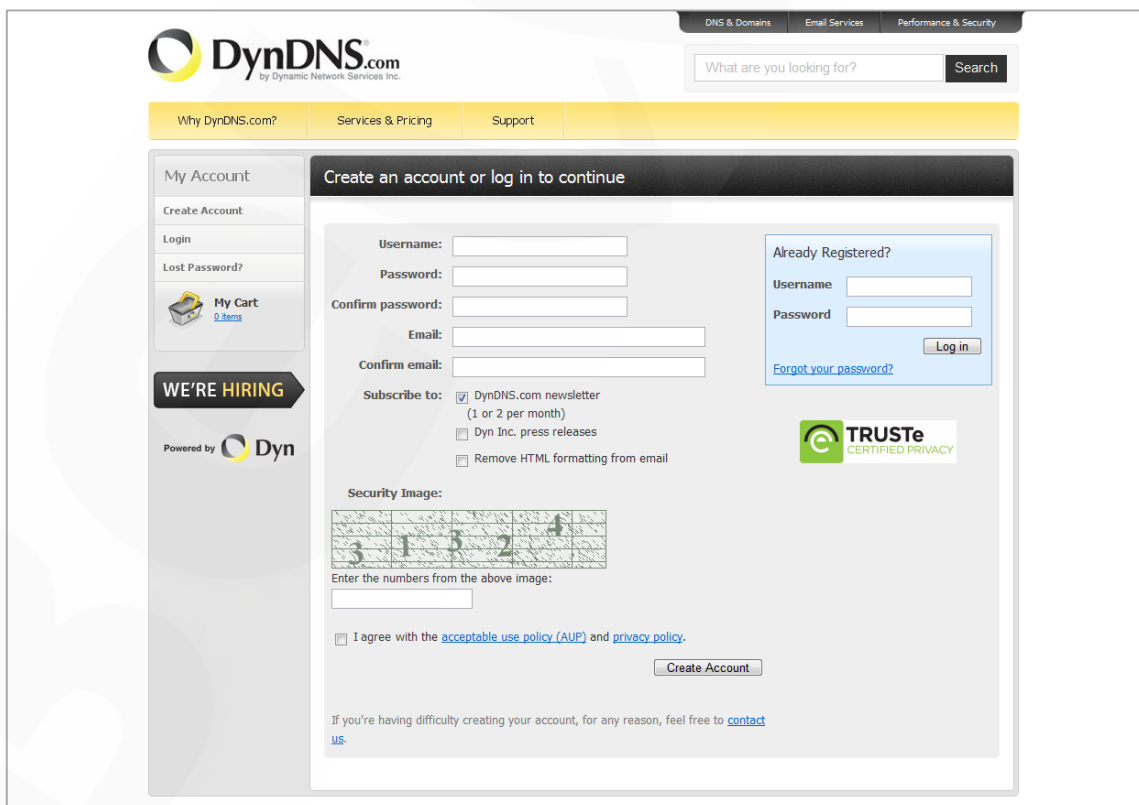 DNS & Domains Email Services Performance & Security
DynDNS.com
by Dynamic Network Services Inc.
What are you looking for? Search
Why DynDNS.com? Services & Pricing Support
My Account
Create Account
Login
Lost Password?
My Cart
0 items
WE'RE HIRING
Powered by Dyn
Create an account or log in to continue
Username:
Password:
Confirm password:
Email:
Confirm email:
Subscribe to: DynDNS.com newsletter
(1 or 2 per month)
Dyn Inc. press releases
Remove HTML formatting from email
Security Image:
3 1 3 2 4
Enter the numbers from the above image:
I agree with the acceptable use policy (AUP) and privacy policy.
Create Account
If you're having difficulty creating your account, for any reason, feel free to contact
us.
Already Registered?
Username
Password
Log in
Forgot your password?
TRUSTe
CERTIFIED PRIVACY